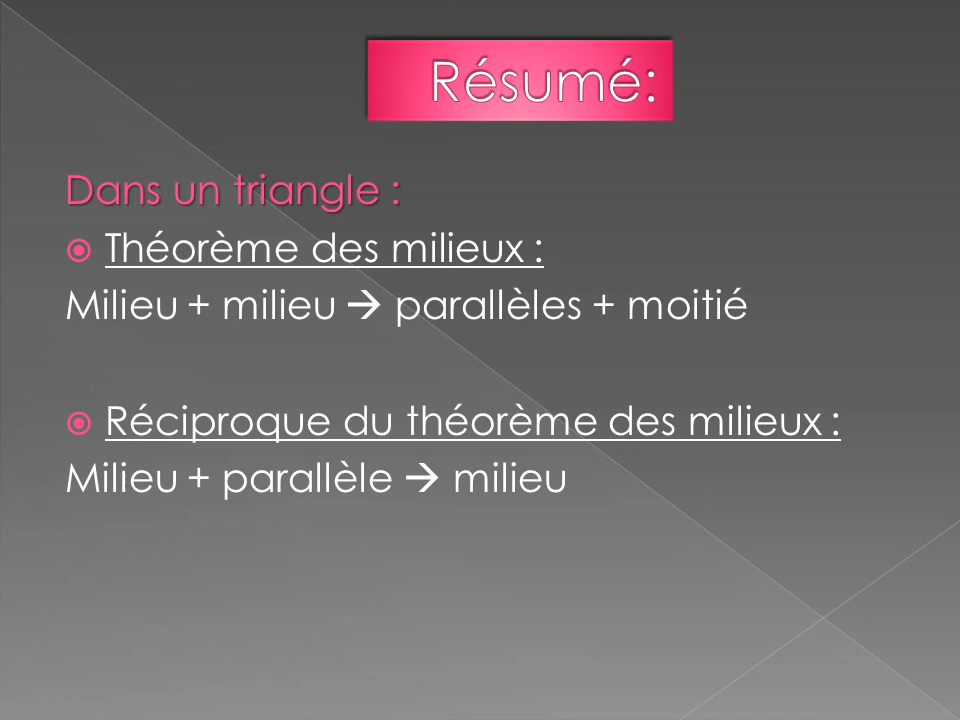 Résumé:
Dans un triangle :
Théorème des milieux :
Milieu + milieu → parallèles + moitié
Réciproque du théorème des milieux :
Milieu + parallèle → milieu